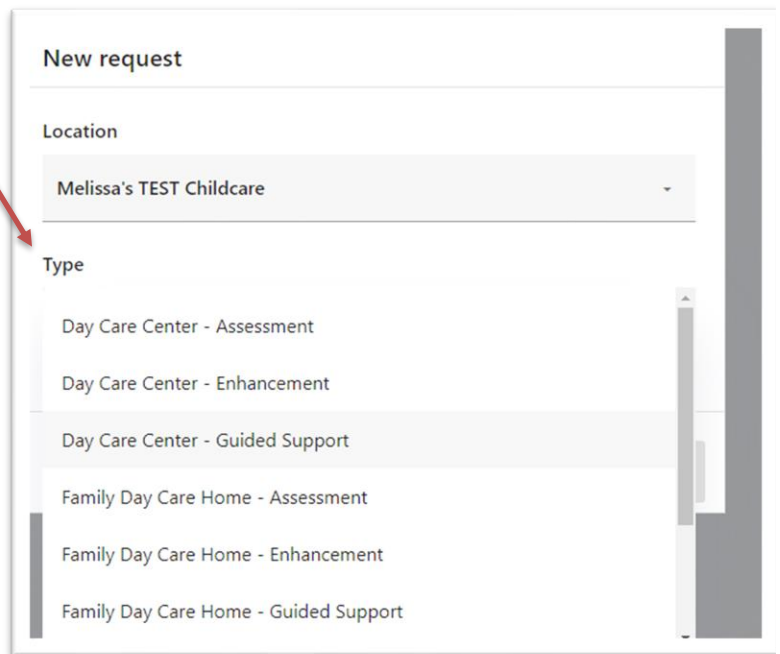 New request
Location
Melissa's TEST Childcare
Type
Day Care Center - Assessment
Day Care Center - Enhancement
Day Care Center - Guided Support
Family Day Care Home - Assessment
Family Day Care Home - Enhancement
Family Day Care Home - Guided Support